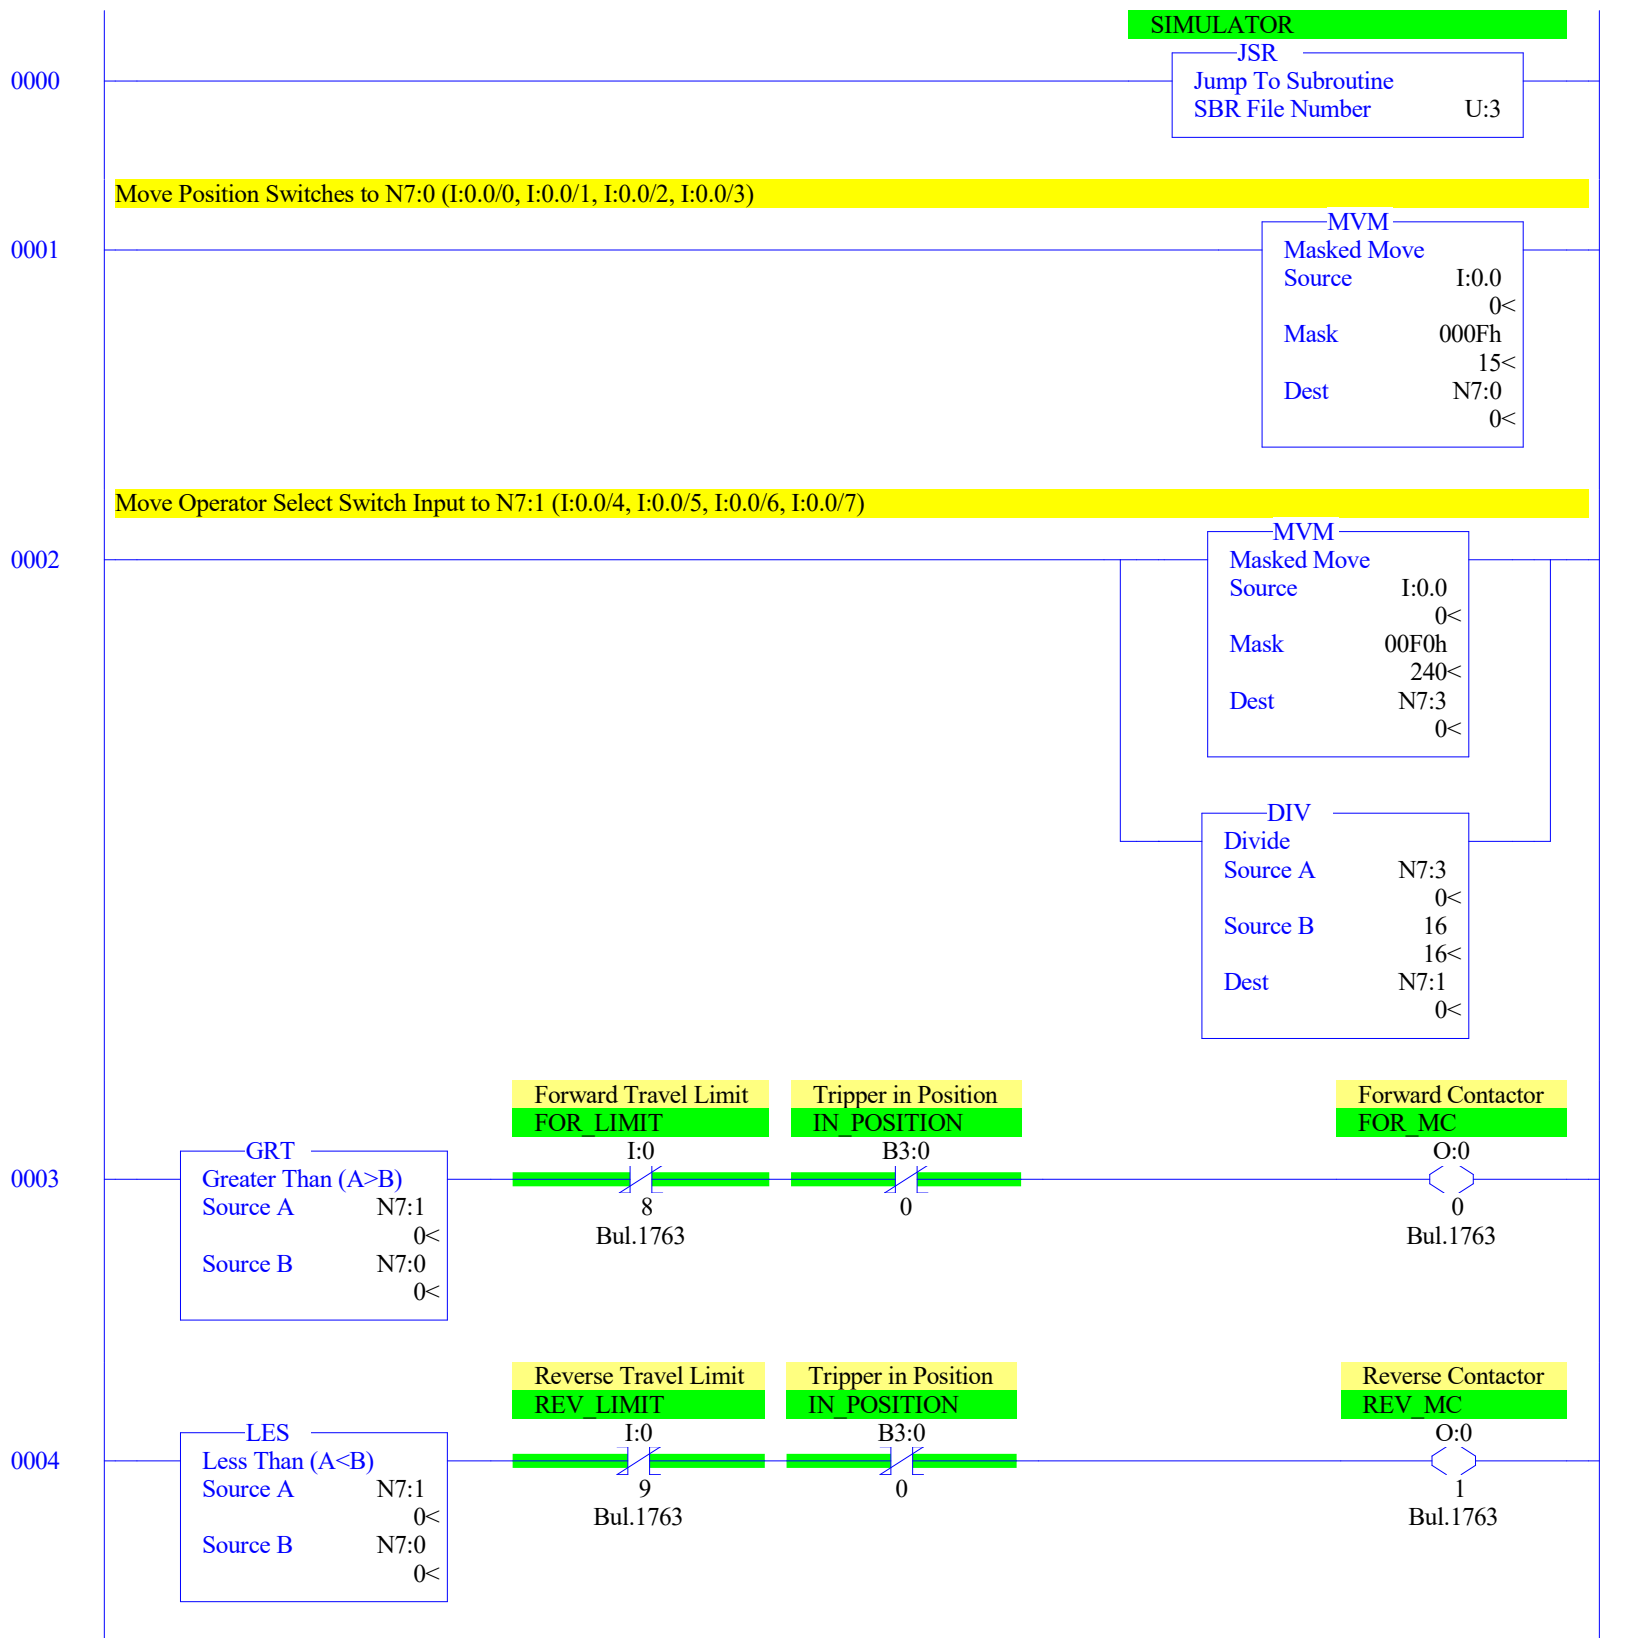 SIMULATOR
JSR
0000
Jump To Subroutine
SBR File Number U:3
Move Position Switches to N7:0 (I:0.0/0, I:0.0/1, I:0.0/2, I:0.0/3)
MVM
0001
Masked Move
Source I:0.0
0<
Mask 000Fh
15<
Dest N7:0
0<
Move Operator Select Switch Input to N7:1 (I:0.0/4, I:0.0/5, I:0.0/6, I:0.0/7)
MVM
0002
Masked Move
Source I:0.0
0<
Mask 00F0h
240<
Dest N7:3
0<
DIV
Divide
Source A N7:3
0<
Source B 16
16<
Dest N7:1
0<
Forward Travel Limit Tripper in Position Forward Contactor
FOR_LIMIT IN_POSITION FOR_MC
GRT I:0 B3:0 O:0
0003 Greater Than (A>B)
Source A N7:1 8 0 0
0< Bul.1763 Bul.1763
Source B N7:0
0<
Reverse Travel Limit Tripper in Position Reverse Contactor
REV_LIMIT IN_POSITION REV_MC
LES I:0 B3:0 O:0
0004 Less Than (A<B)
Source A N7:1 9 0 1
0< Bul.1763 Bul.1763
Source B N7:0
0<